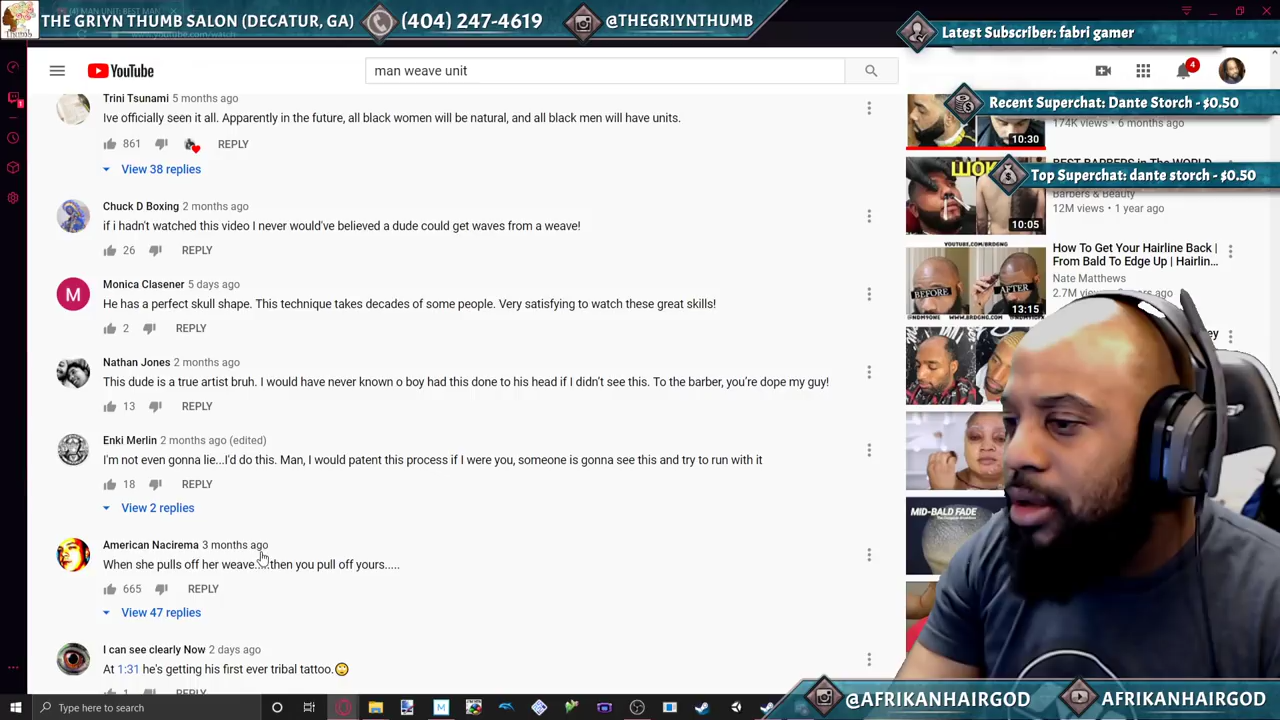 THE GRIYN THUMB SALON (DECATUR, GA)
(404) 247-4619
@THEGRIYNTHUMB
Latest Subscriber: fabri gamer
YouTube
man weave unit
4
Recent Superchat: Dante Storch - $0.50
174K views • 6 months ago
10:30
Trini Tsunami 5 months ago
Ive officially seen it all. Apparently in the future, all black women will be natural, and all black men will have units.
861 REPLY
View 38 replies
BEST BARBERS in The WORLD
Top Superchat: dante storch - $0.50
Barbers & Beauty
12M views • 1 year ago
10:05
Chuck D Boxing 2 months ago
if i hadn't watched this video I never would've believed a dude could get waves from a weave!
26 REPLY
YOUTUBE.COM/BRDGNG
How To Get Your Hairline Back |
From Bald To Edge Up | Hairlin...
Nate Matthews
BEFORE
AFTER
13:15
Monica Clasener 5 days ago
M
He has a perfect skull shape. This technique takes decades of some people. Very satisfying to watch these great skills!
2 REPLY
Nathan Jones 2 months ago
This dude is a true artist bruh. I would have never known o boy had this done to his head if I didn't see this. To the barber, you're dope my guy!
13 REPLY
Enki Merlin 2 months ago (edited)
I'm not even gonna lie...I'd do this. Man, I would patent this process if I were you, someone is gonna see this and try to run with it
18 REPLY
View 2 replies
MID-BALD FADE
American Nacirema 3 months ago
When she pulls off her weave....then you pull off yours.....
665 REPLY
View 47 replies
I can see clearly Now 2 days ago
At 1:31 he's getting his first ever tribal tattoo.
1 REPLY
Type here to search
@AFRIKANHAIRGOD
AFRIKANHAIRGOD